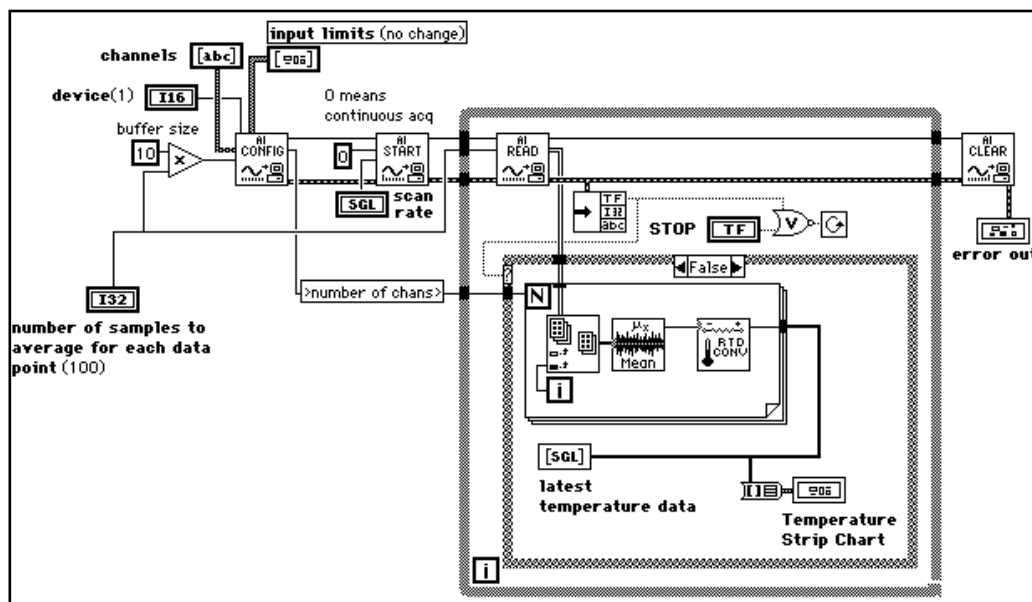 input limits (no change)
channels
[abc]
device(1)
I16
0 means
continuous acq
buffer size
10
x
AI
CONFIG
0
AI
START
AI
READ
AI
CLEAR
SGL
scan
rate
TF
I32
abc
STOP
TF
V
error out
?
False
I32
>number of chans>
N
number of samples to
average for each data
point (100)
μx
Mean
RTD
CONV
i
[SGL]
latest
temperature data
Temperature
Strip Chart
i